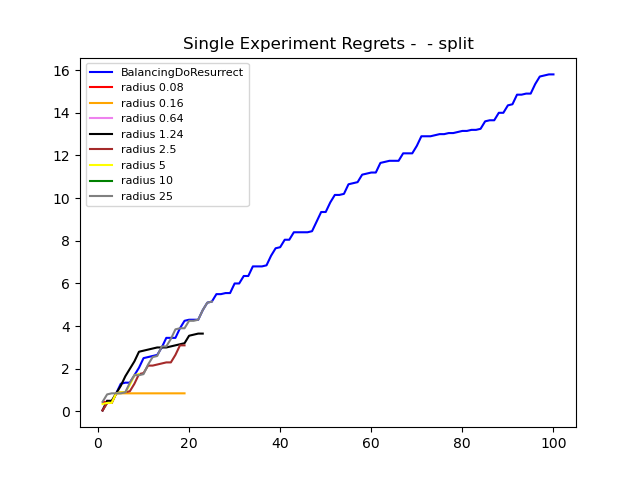 Single Experiment Regrets -  - split
BalancingDoResurrect
radius 0.08
radius 0.16
radius 0.64
radius 1.24
radius 2.5
radius 5
radius 10
radius 25
16
14
12
10
8
6
4
2
0
0 20 40 60 80 100